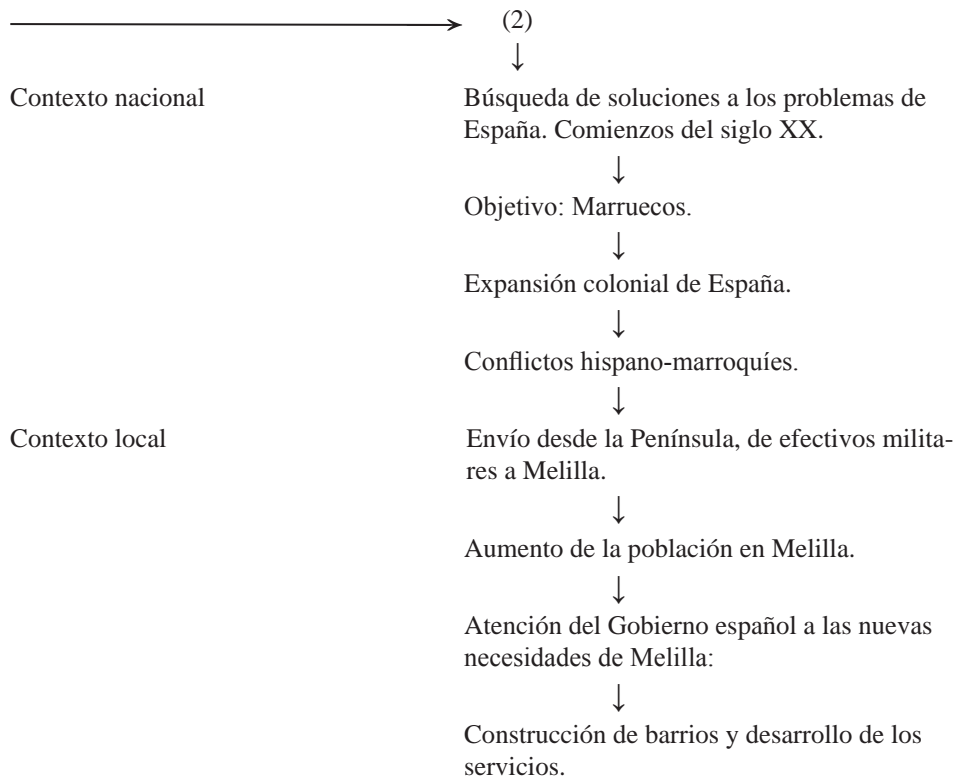 (2)
Contexto nacional
Búsqueda de soluciones a los problemas de
España. Comienzos del siglo XX.
Objetivo: Marruecos.
Expansión colonial de España.
Conflictos hispano-marroquíes.
Contexto local
Envío desde la Península, de efectivos milita-
res a Melilla.
Aumento de la población en Melilla.
Atención del Gobierno español a las nuevas
necesidades de Melilla:
Construcción de barrios y desarrollo de los
servicios.